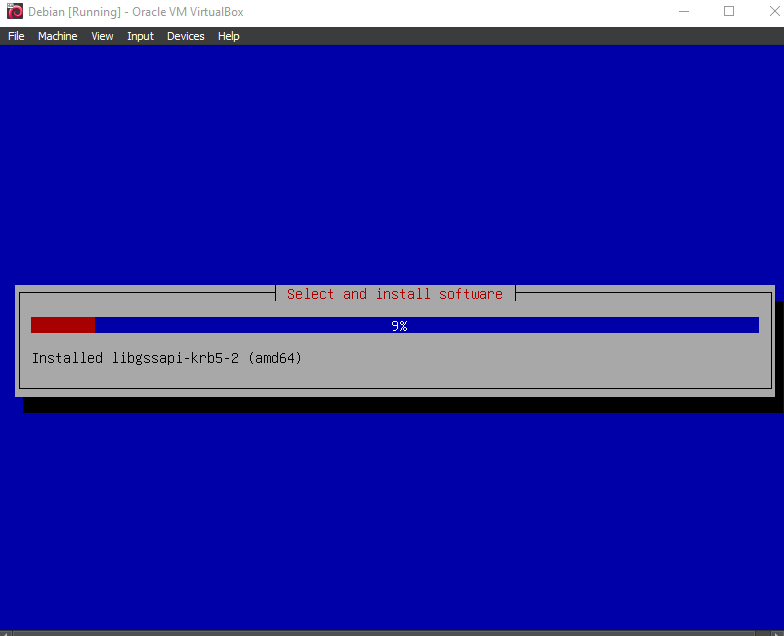 Debian [Running] - Oracle VM VirtualBox
File Machine View Input Devices Help
Select and install software
9%
Installed libgssapi-krb5-2 (amd64)